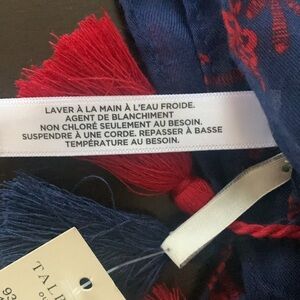 LAVER À LA MAIN À L'EAU FROIDE.
AGENT DE BLANCHIMENT
NON CHLORÉ SEULEMENT AU BESOIN.
SUSPENDRE À UNE CORDE. REPASSER À BASSE
TEMPÉRATURE AU BESOIN.
TAL
93